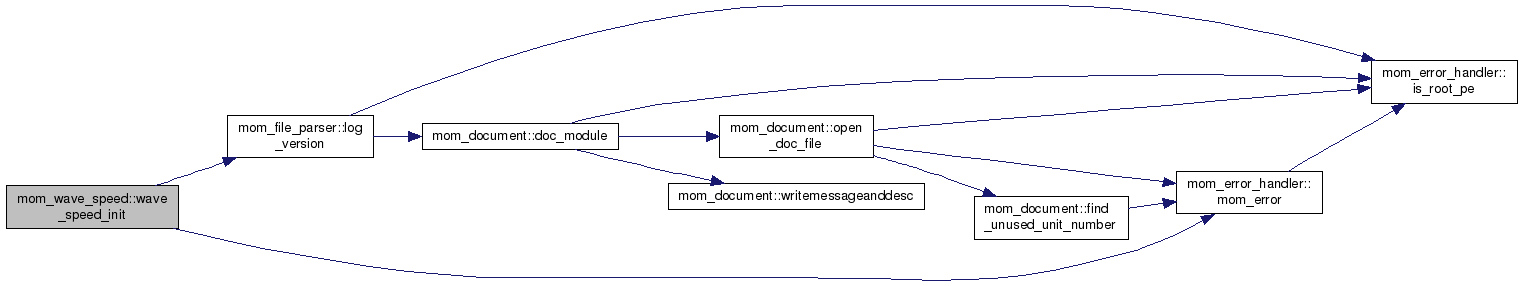 mom_wave_speed::wave
_speed_init
mom_file_parser::log
_version
mom_document::doc_module
mom_document::open
_doc_file
mom_document::writemessageanddesc
mom_document::find
_unused_unit_number
mom_error_handler::
mom_error
mom_error_handler::
is_root_pe